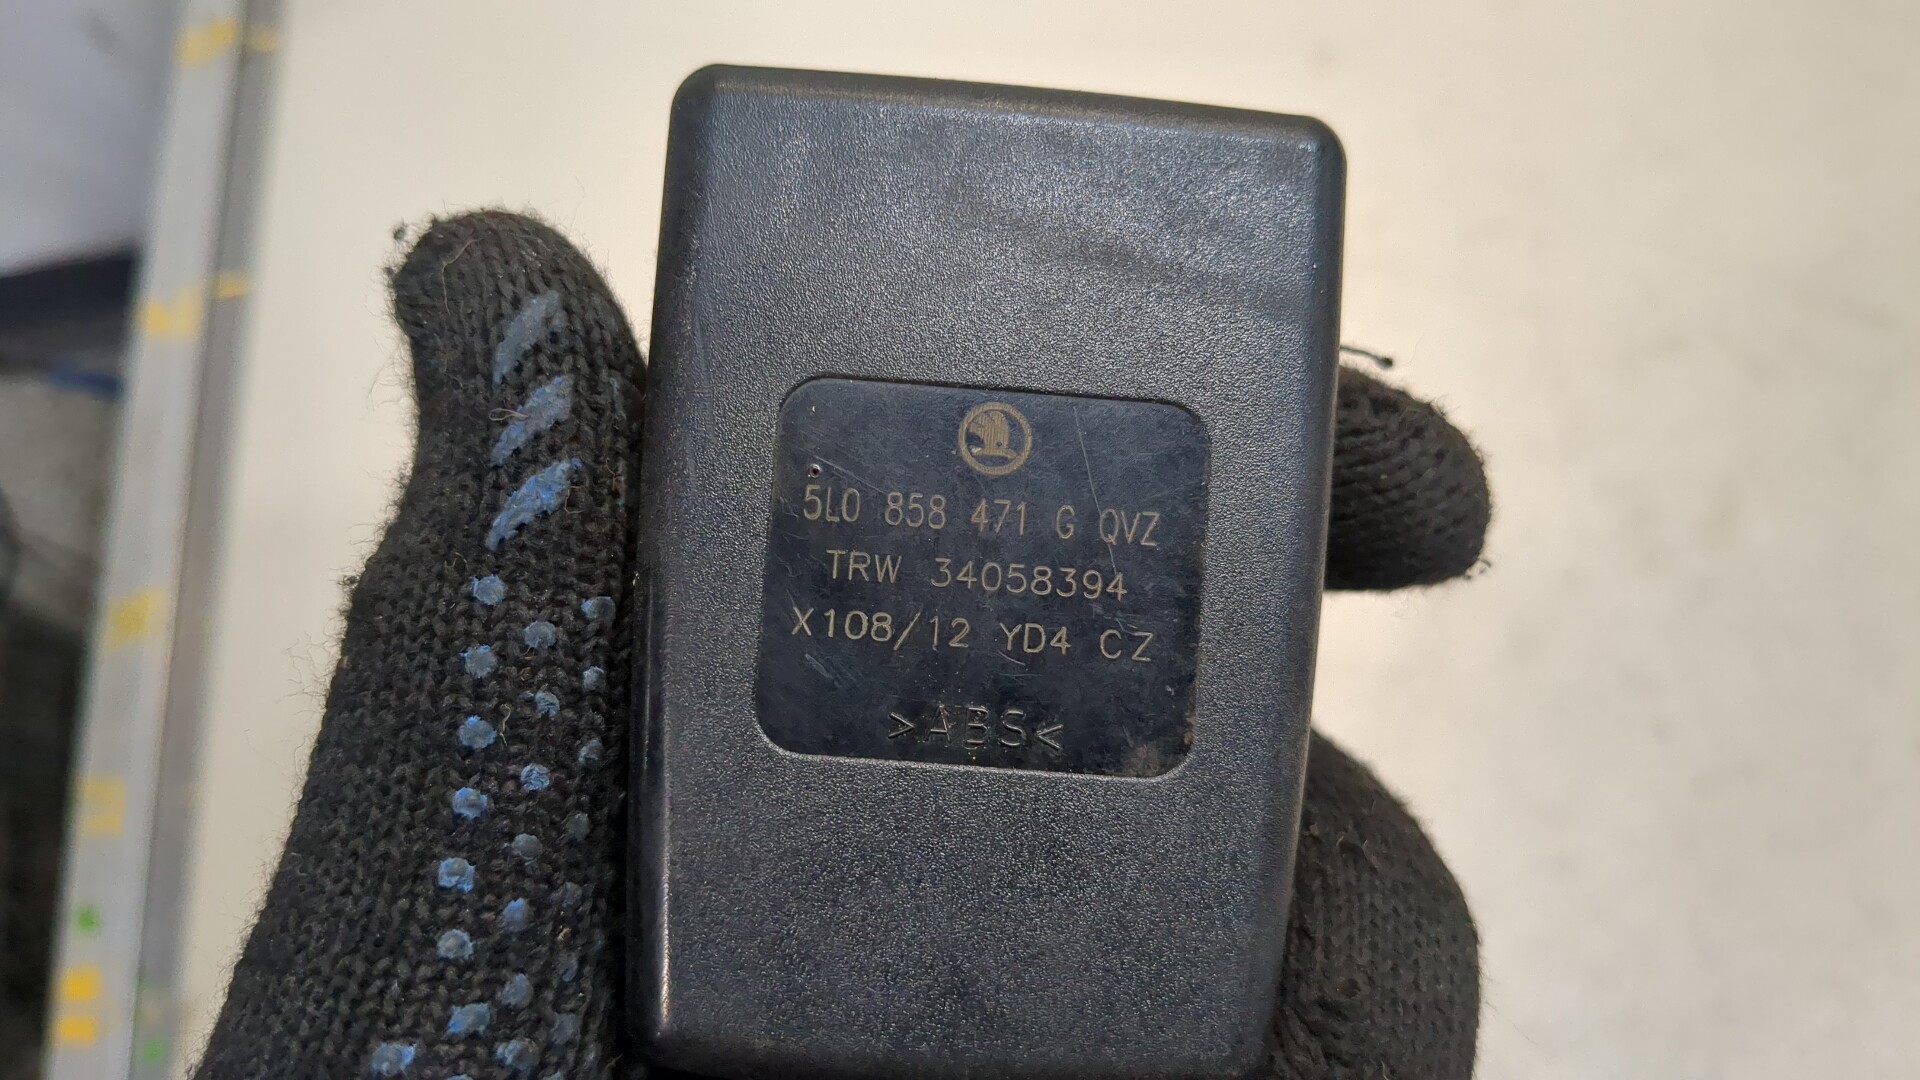 5L0 858 471 G QVZ
TRW 34058394
X108/12 YD4 CZ
>ABS<